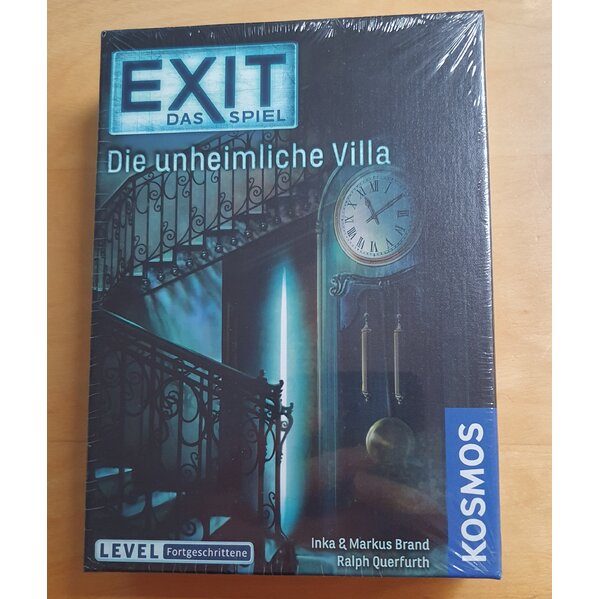 EXIT
DAS SPIEL
Die unheimliche Villa
Inka & Markus Brand
Ralph Querfurth
LEVEL Fortgeschrittene
KOSMOS